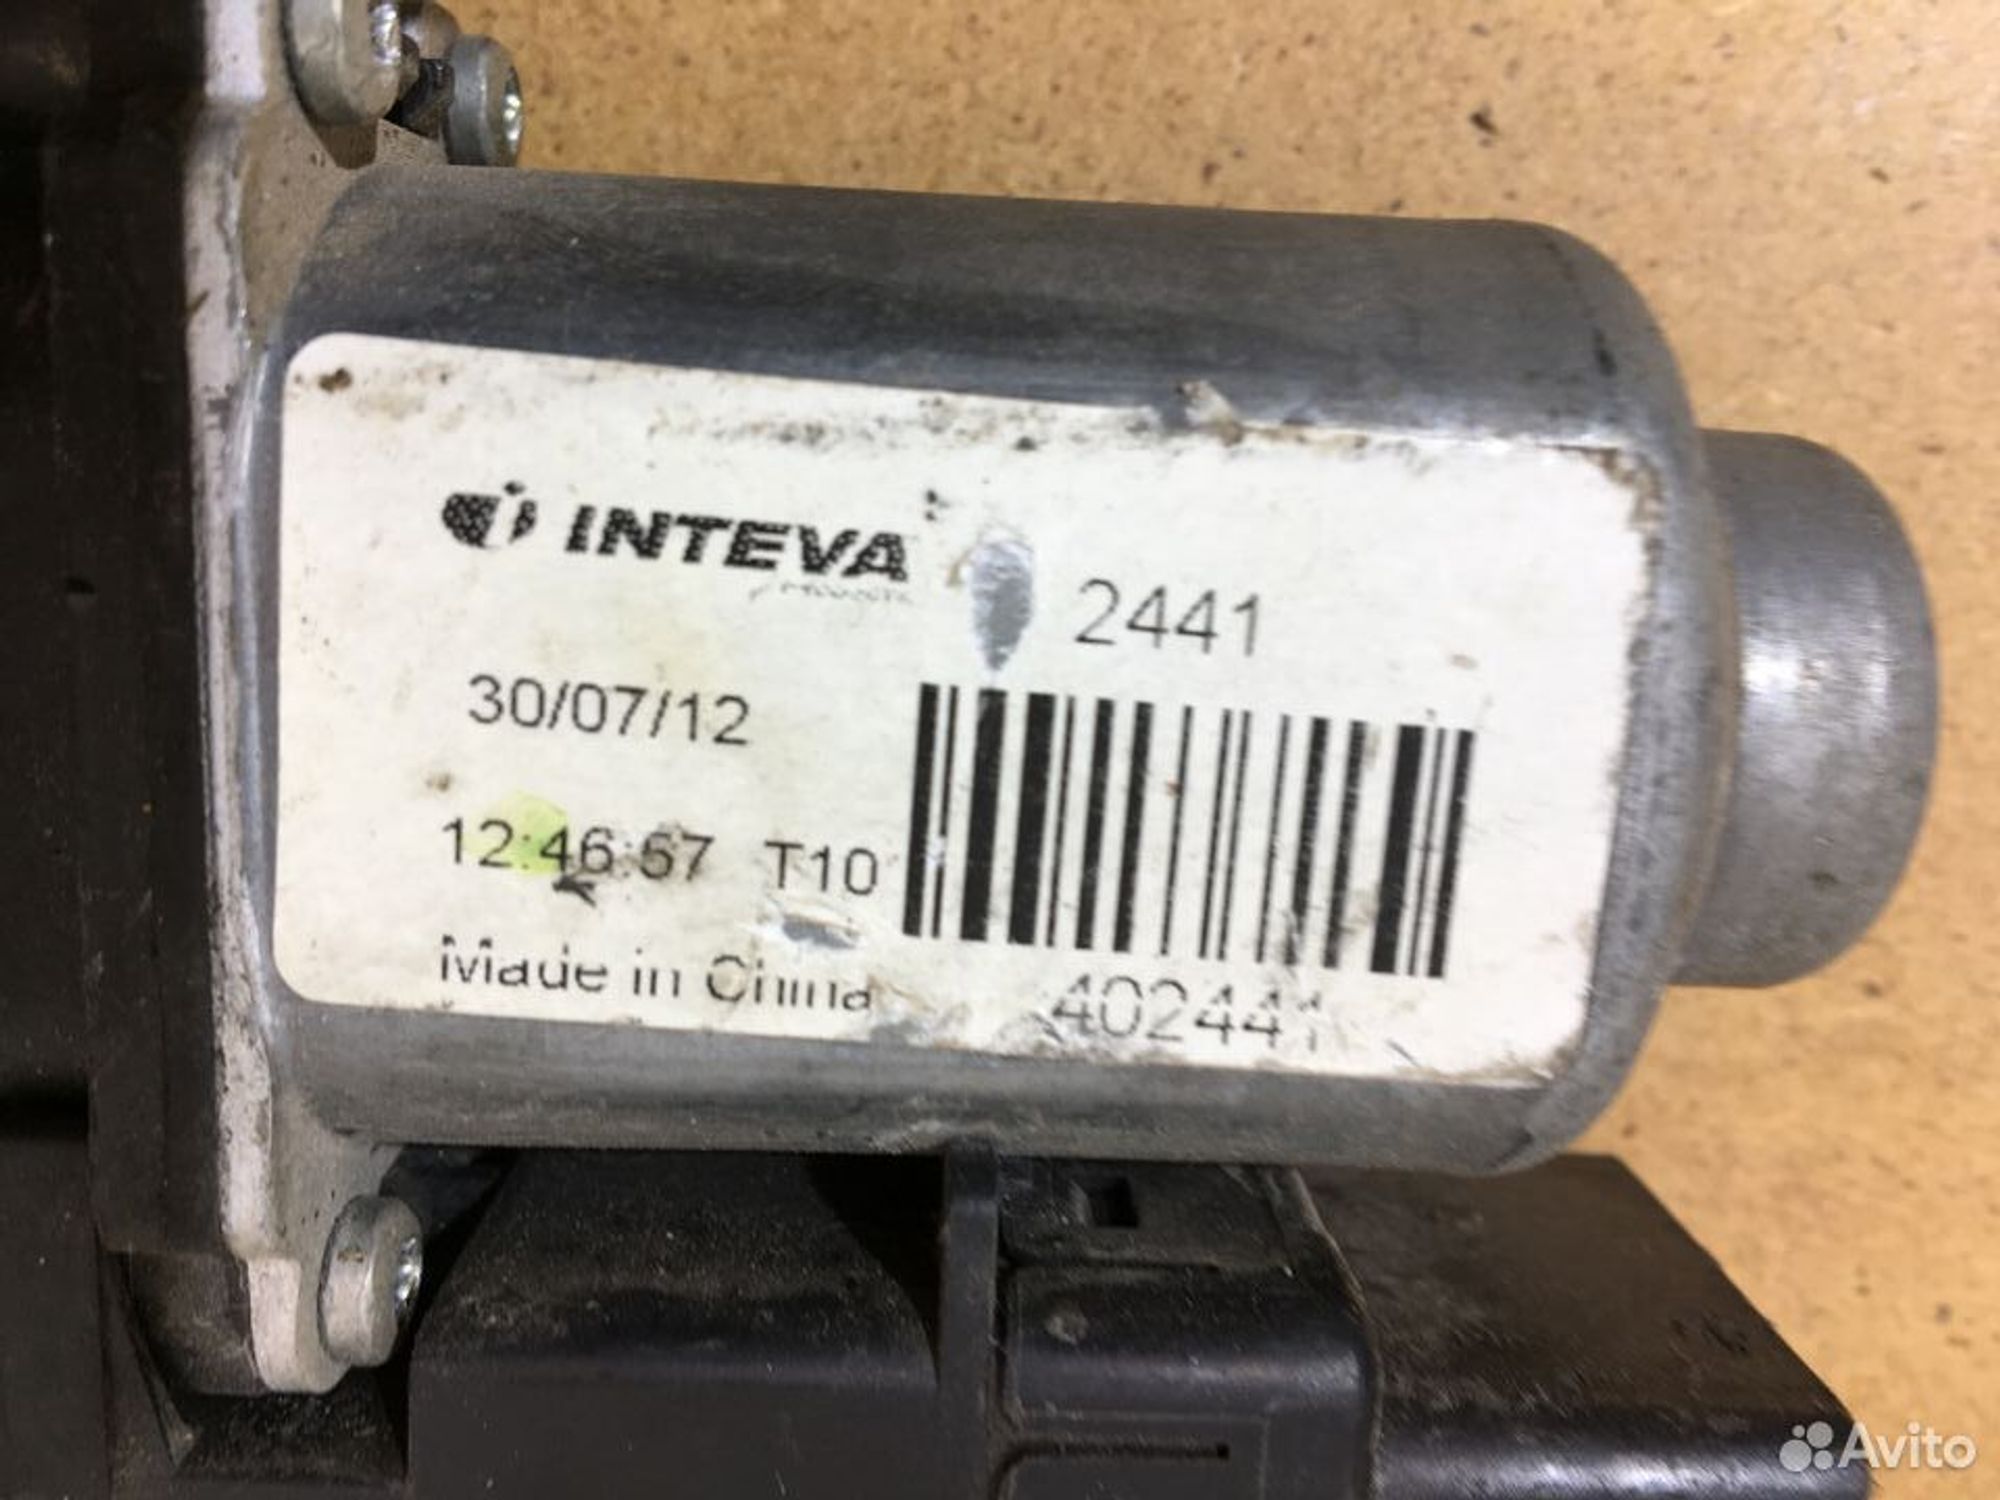 INTEVA
2441
30/07/12
12:46:57 T10
Made in China
402441
Avito